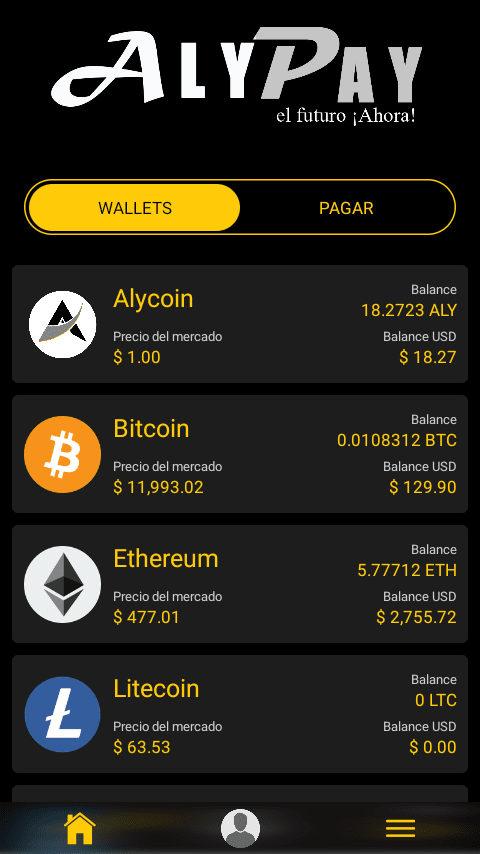 ALYPAY
el futuro ¡Ahora!
WALLETS PAGAR
Alycoin
Balance
18.2723 ALY
Precio del mercado
Balance USD
$ 1.00
$ 18.27
Bitcoin
Balance
0.0108312 BTC
Precio del mercado
Balance USD
$ 11,993.02
$ 129.90
Ethereum
Balance
5.77712 ETH
Precio del mercado
Balance USD
$ 477.01
$ 2,755.72
Litecoin
Balance
0 LTC
Precio del mercado
Balance USD
$ 63.53
$ 0.00